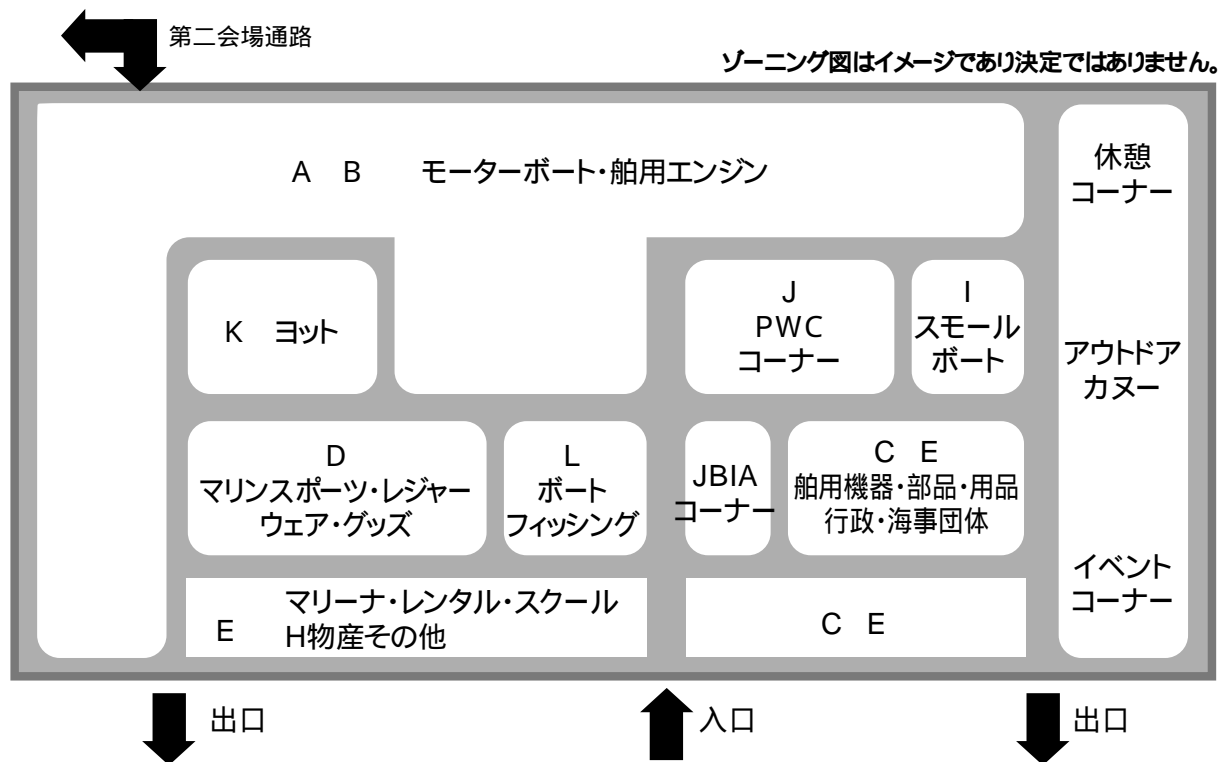 第二会場通路
ゾーニング図はイメージであり決定ではありません。
A B モーターボート・舶用エンジン
休憩
コーナー
K ヨット
J
PWC
コーナー
I
スモール
ボート
アウトドア
カヌー
D
マリンスポーツ・レジャー
ウェア・グッズ
L
ボート
フィッシング
JBIA
コーナー
C E
舶用機器・部品・用品
行政・海事団体
イベント
コーナー
E マリーナ・レンタル・スクール
H物産その他
C E
出口
入口
出口